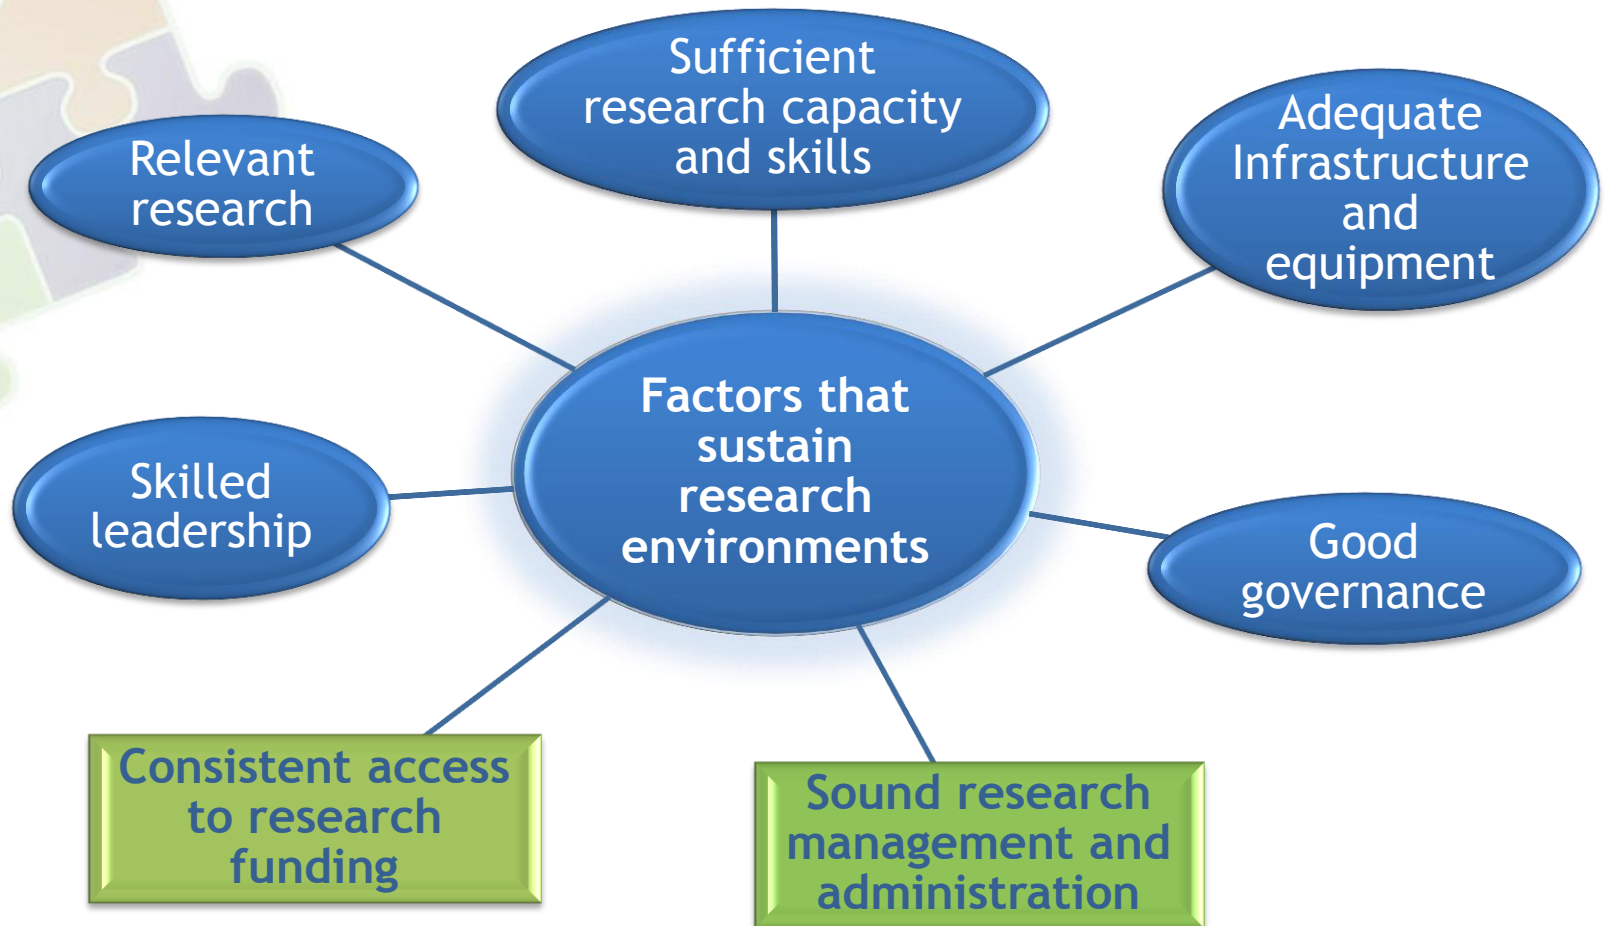 Sufficient
research capacity
and skills
Adequate
Infrastructure
and
equipment
Relevant
research
Factors that
sustain
research
environments
Skilled
leadership
Good
governance
Consistent access
to research
funding
Sound research
management and
administration